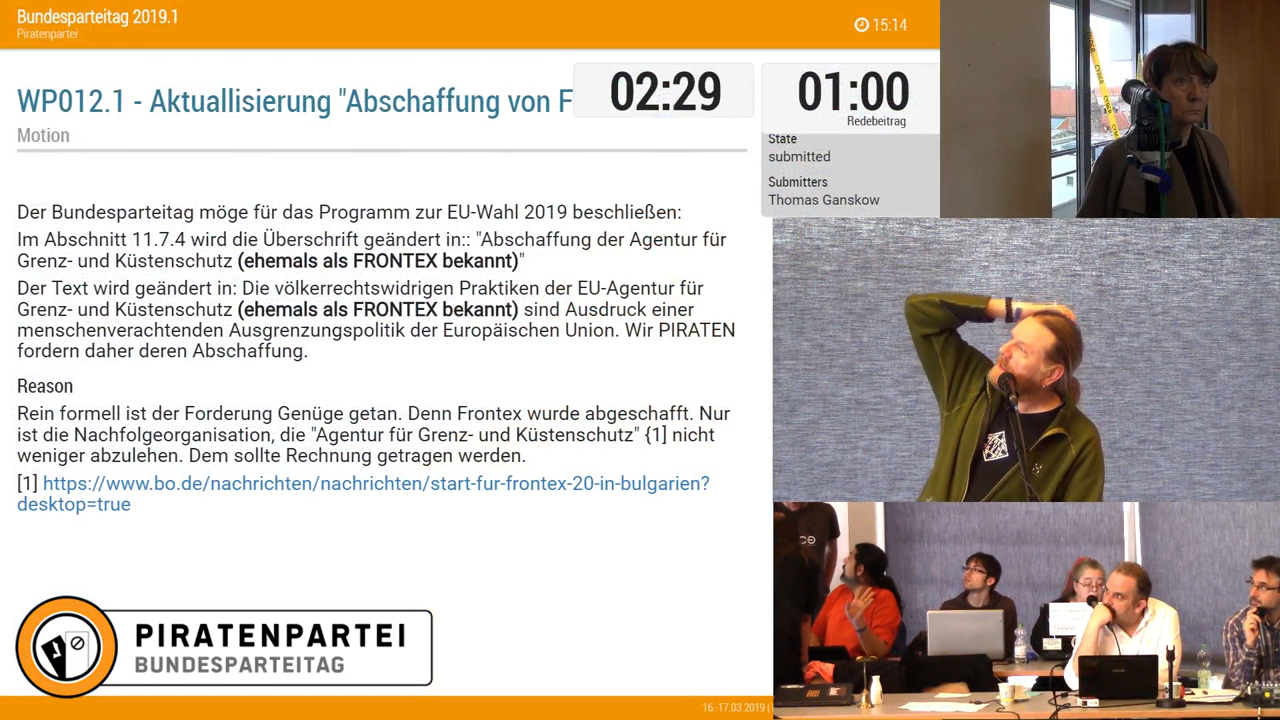 Bundesparteitag 2019.1
Piratenpartei
15:14
WP012.1 - Aktuallisierung "Abschaffung von F
02:29
01:00
Redebeitrag
Motion
State
submitted
Submitters
Thomas Ganskow
Der Bundesparteitag möge für das Programm zur EU-Wahl 2019 beschließen:
Im Abschnitt 11.7.4 wird die Überschrift geändert in:: "Abschaffung der Agentur für
Grenz- und Küstenschutz (ehemals als FRONTEX bekannt)"
Der Text wird geändert in: Die völkerrechtswidrigen Praktiken der EU-Agentur für
Grenz- und Küstenschutz (ehemals als FRONTEX bekannt) sind Ausdruck einer
menschenverachtenden Ausgrenzungspolitik der Europäischen Union. Wir PIRATEN
fordern daher deren Abschaffung.
Reason
Rein formell ist der Forderung Genüge getan. Denn Frontex wurde abgeschafft. Nur
ist die Nachfolgeorganisation, die "Agentur für Grenz- und Küstenschutz" {1] nicht
weniger abzulehen. Dem sollte Rechnung getragen werden.
[1] https://www.bo.de/nachrichten/nachrichten/start-fur-frontex-20-in-bulgarien?
desktop=true
PIRATENPARTEI
BUNDESPARTEITAG
16.-17.03.2019 |